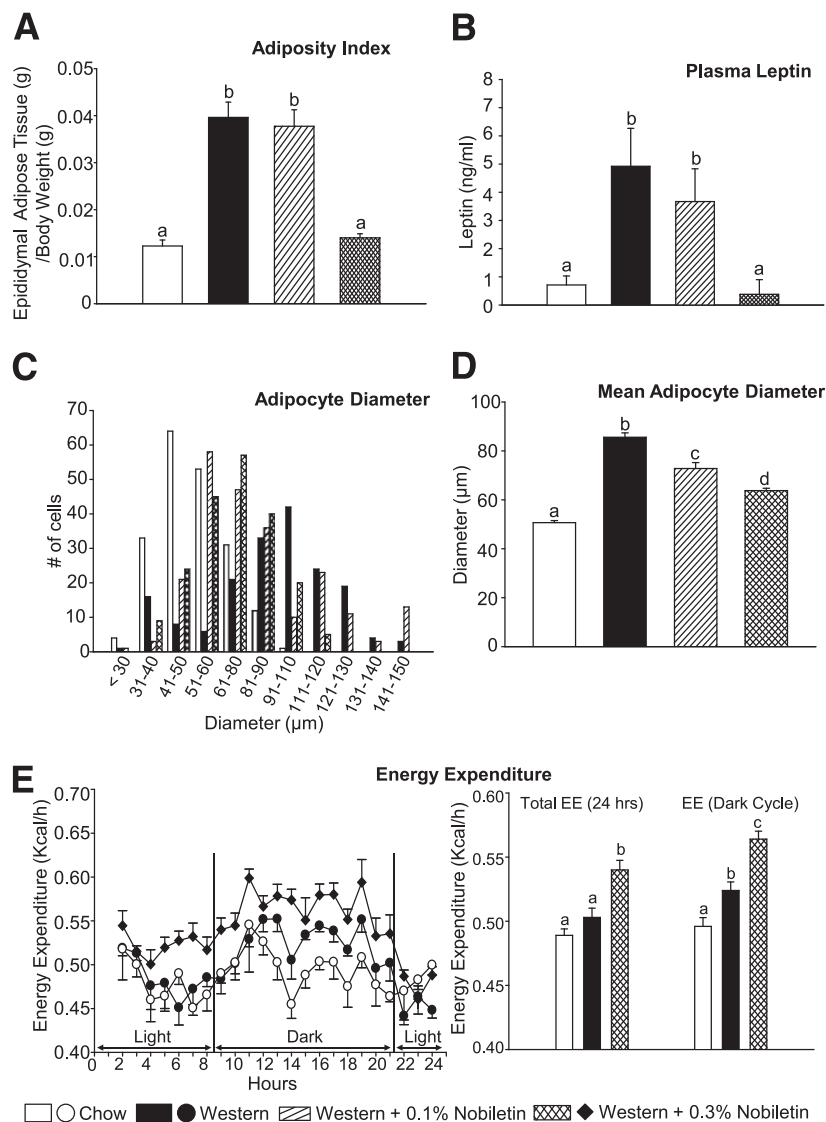 A
Adiposity Index
Epididymal Adipose Tissue (g)
/Body Weight (g)
0.05
0.04
0.03
0.02
0.01
0
a
b
b
a
B
Plasma Leptin
Leptin (ng/ml)
8
7
6
5
4
3
2
1
0
a
b
b
a
C
Adipocyte Diameter
# of cells
70
60
50
40
30
20
10
0
< 30
31-40
41-50
51-60
61-80
81-90
91-110
111-120
121-130
131-140
141-150
Diameter (µm)
D
Mean Adipocyte Diameter
Diameter (µm)
100
80
60
40
20
0
a
b
c
d
E
Energy Expenditure
Energy Expenditure (Kcal/h)
0.70
0.65
0.60
0.55
0.50
0.45
0.40
Light
Dark
Light
0 2 4 6 8 10 12 14 16 18 20 22 24
Hours
Energy Expenditure (Kcal/h)
0.60
0.55
0.50
0.45
0.40
Total EE (24 hrs)
EE (Dark Cycle)
a
a
b
a
b
c
Chow Western Western + 0.1% Nobiletin Western + 0.3% Nobiletin